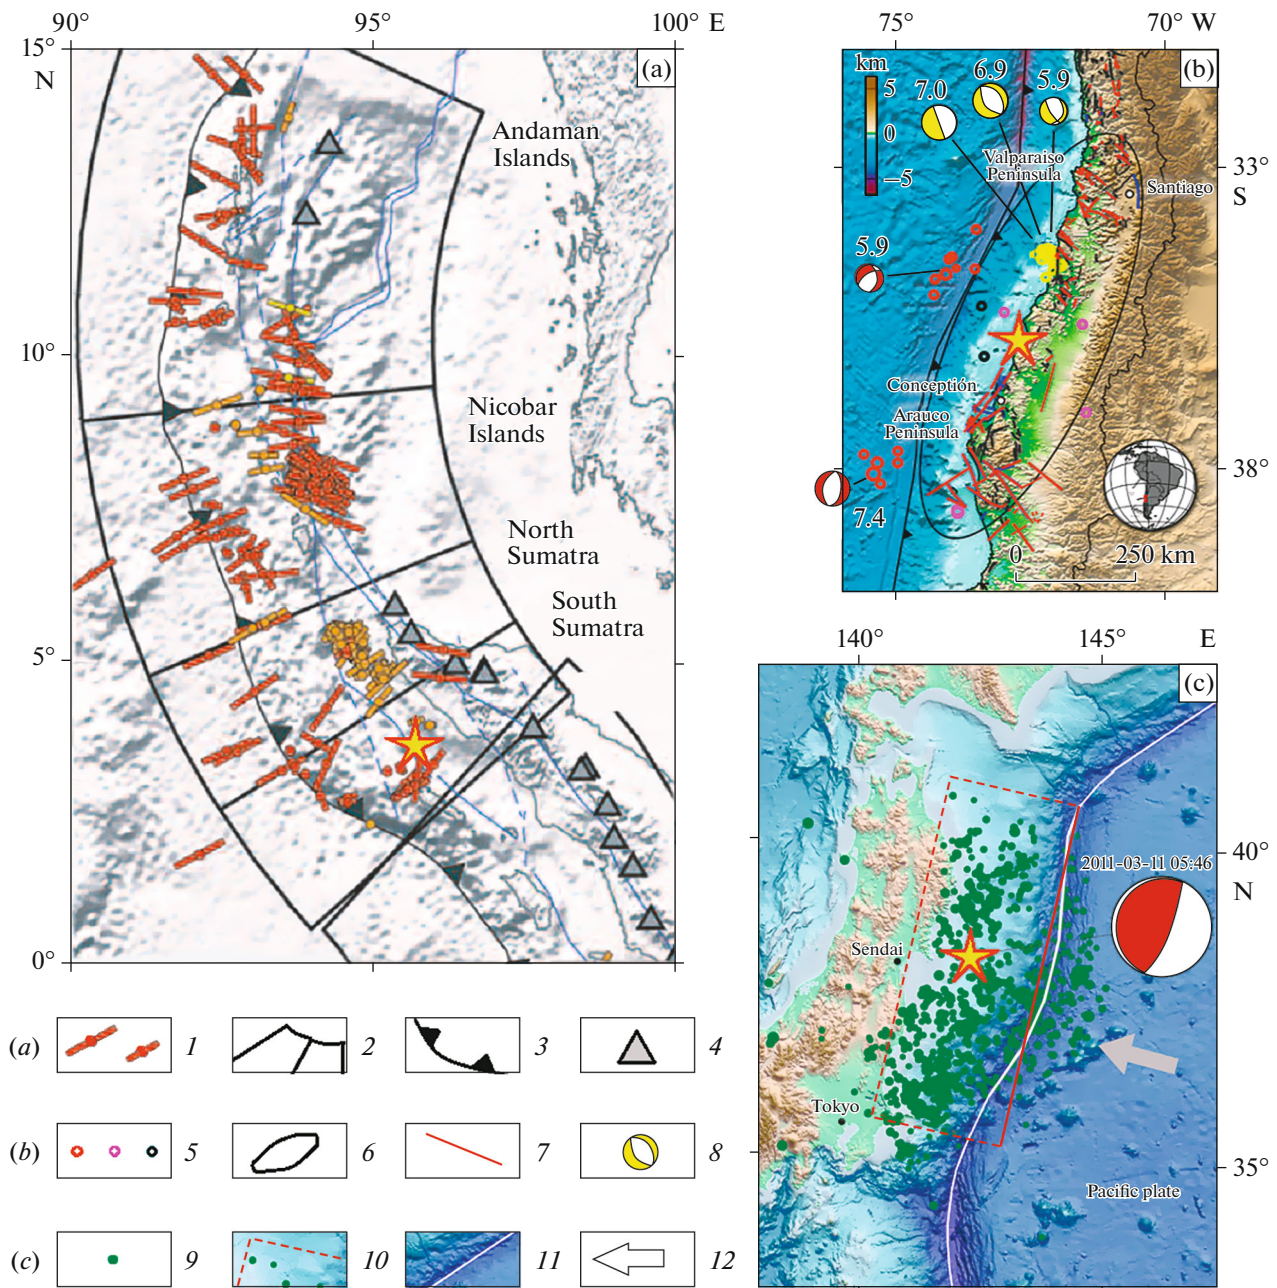 90°
95°
100° E
15°
N
10°
5°
0°
(a)
Andaman
Islands
Nicobar
Islands
North
Sumatra
South
Sumatra
75°
70° W
(b)
km
5
0
−5
7.0
6.9
5.9
Valparaiso
Peninsula
Santiago
33°
S
5.9
Conceptión
Arauco
Peninsula
38°
7.4
0
250 km
140°
145°
E
(c)
2011-03-11 05:46
40°
N
Sendai
Tokyo
35°
Pacific plate
(a) 1 2 3 4
(b) 5 6 7 8
(c) 9 10 11 12